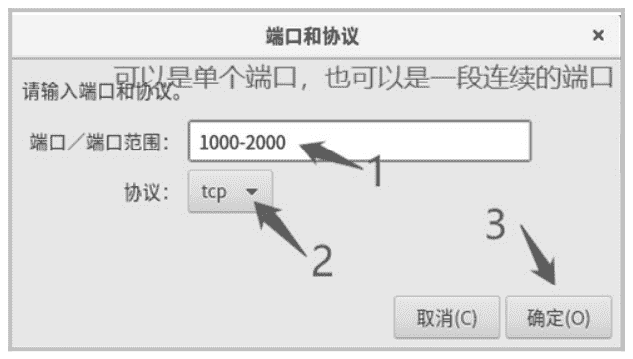 端口和协议 ×
可以是单个端口，也可以是一段连续的端口
请输入端口和协议。
端口／端口范围： 1000-2000
1
协议： tcp
2
3
取消(C) 确定(O)